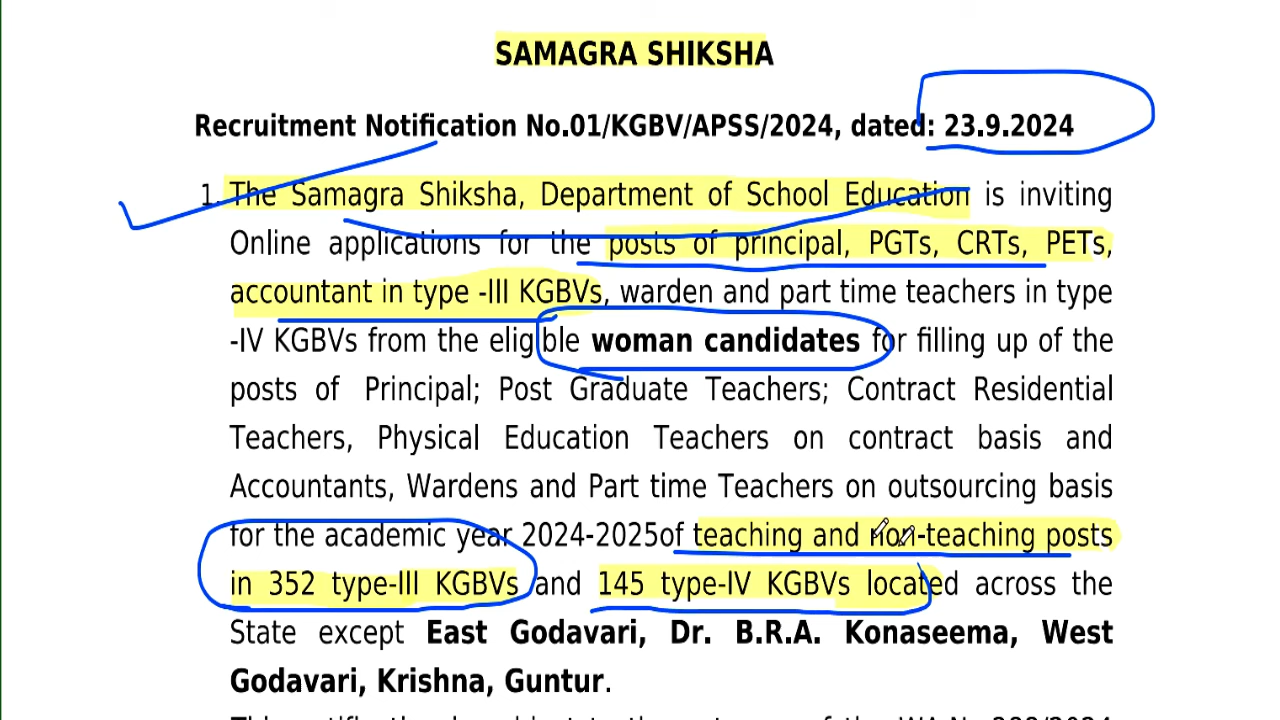 SAMAGRA SHIKSHA
Recruitment Notification No.01/KGBV/APSS/2024, dated: 23.9.2024
1. The Samagra Shiksha, Department of School Education is inviting
Online applications for the posts of principal, PGTs, CRTs, PETs,
accountant in type -III KGBVs, warden and part time teachers in type
-IV KGBVs from the eligible woman candidates for filling up of the
posts of Principal; Post Graduate Teachers; Contract Residential
Teachers, Physical Education Teachers on contract basis and
Accountants, Wardens and Part time Teachers on outsourcing basis
for the academic year 2024-2025of teaching and non-teaching posts
in 352 type-III KGBVs and 145 type-IV KGBVs located across the
State except East Godavari, Dr. B.R.A. Konaseema, West
Godavari, Krishna, Guntur.